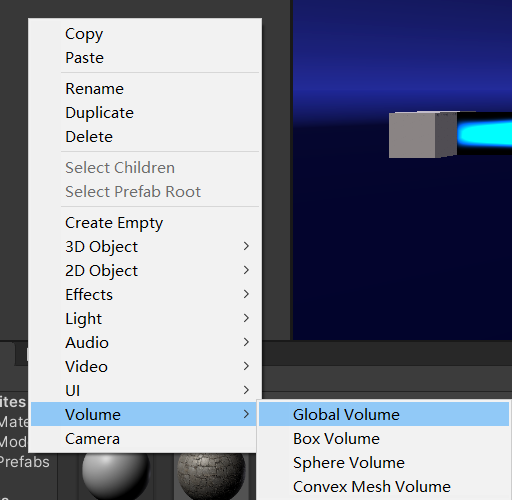 Copy
Paste
Rename
Duplicate
Delete
Select Children
Select Prefab Root
Create Empty
3D Object
2D Object
Effects
Light
Audio
Video
UI
Volume
Camera
Global Volume
Box Volume
Sphere Volume
Convex Mesh Volume
ites
Mate
Mod
Prefabs